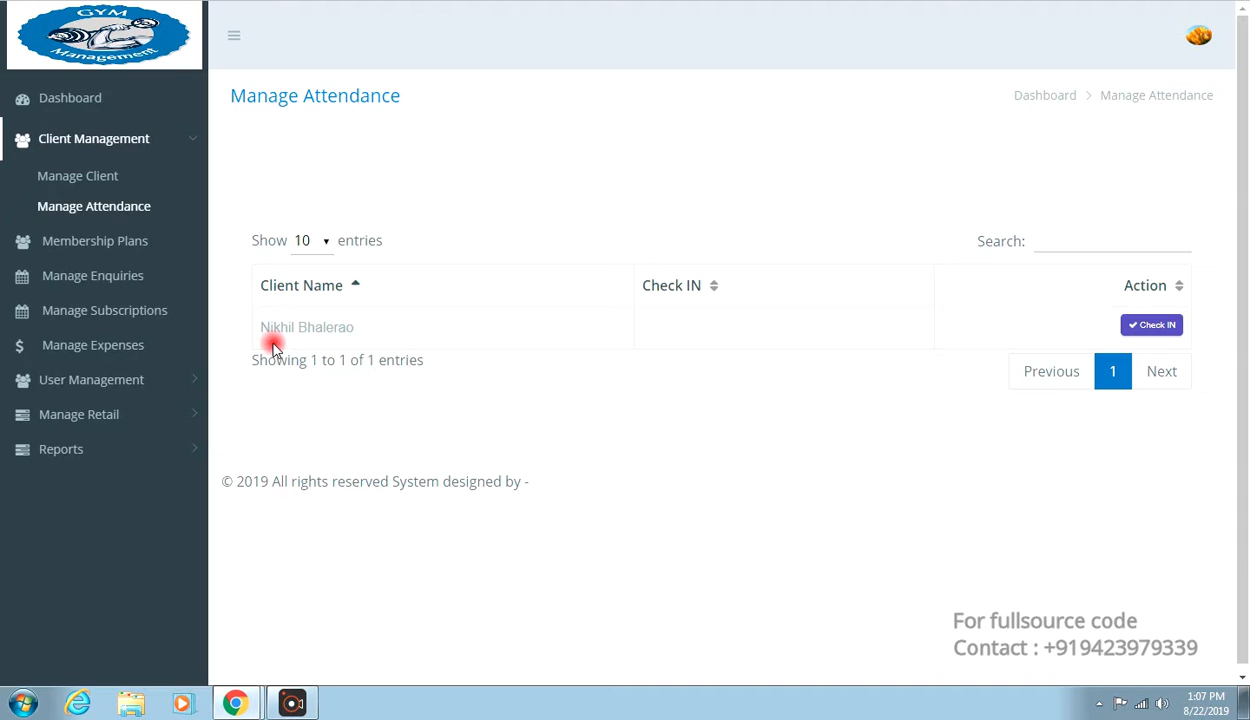 GYM
Management
Dashboard
Client Management
Manage Client
Manage Attendance
Membership Plans
Manage Enquiries
Manage Subscriptions
$ Manage Expenses
User Management
Manage Retail
Reports
Manage Attendance
Dashboard > Manage Attendance
Show 10 entries
Search:
Client Name Check IN Action
Nikhil Bhalerao Check IN
Showing 1 to 1 of 1 entries
Previous 1 Next
© 2019 All rights reserved System designed by -
For fullsource code
Contact : +919423979339
1:07 PM
8/22/2019